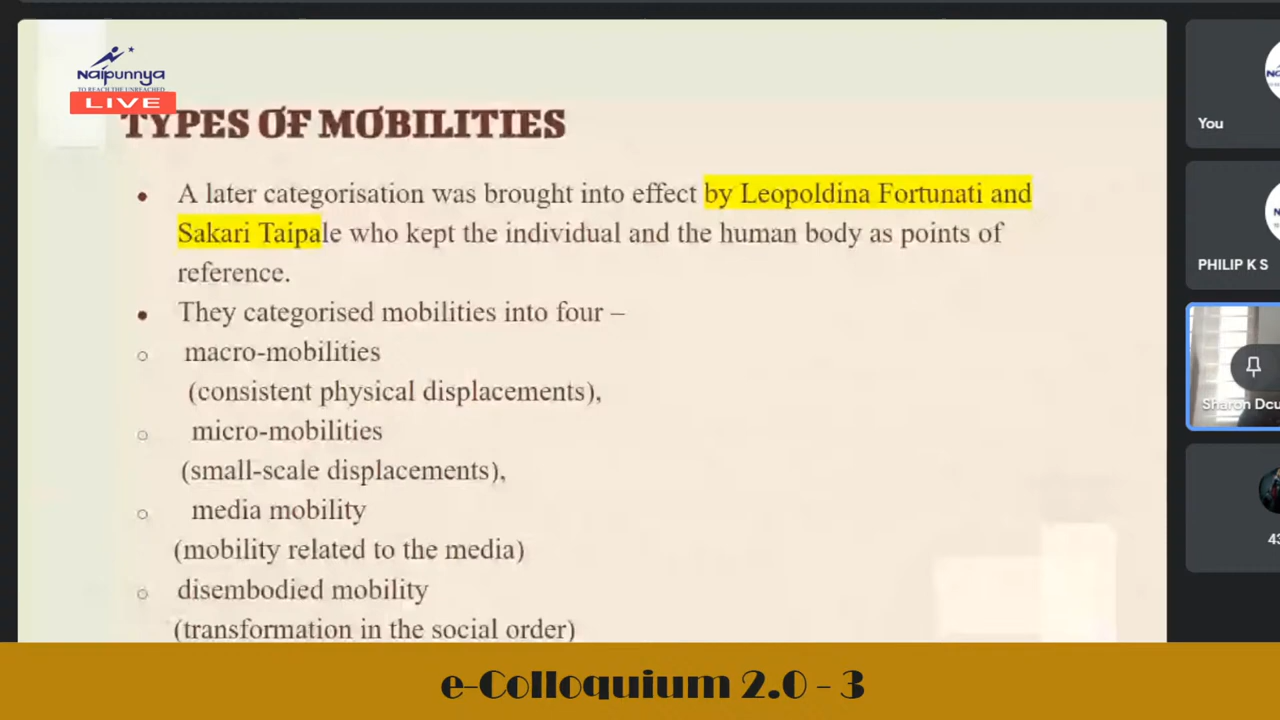 Naipunnya
TO REACH THE UNREACHED
LIVE
TYPES OF MOBILITIES
• A later categorisation was brought into effect by Leopoldina Fortunati and
Sakari Taipale who kept the individual and the human body as points of
reference.
• They categorised mobilities into four –
○ macro-mobilities
(consistent physical displacements),
○ micro-mobilities
(small-scale displacements),
○ media mobility
(mobility related to the media)
○ disembodied mobility
(transformation in the social order)
You
PHILIP K S
Sharon Dcu
43
e-Colloquium 2.0 - 3